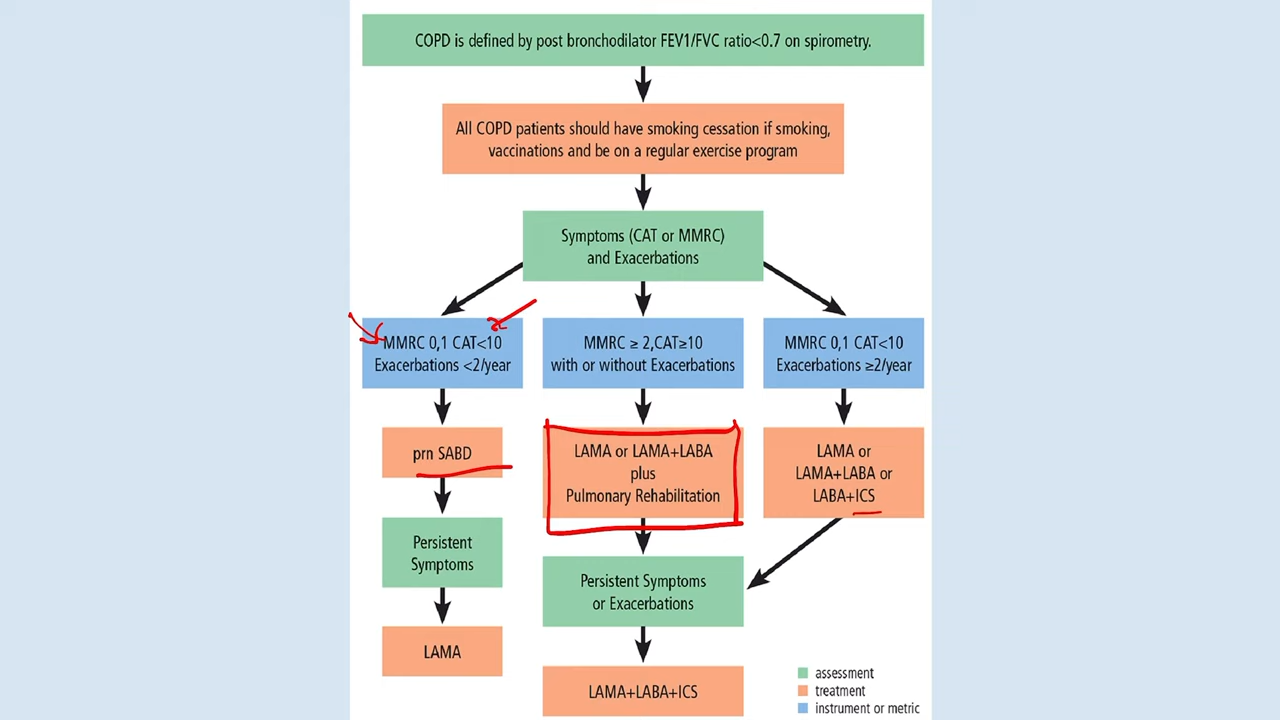 COPD is defined by post bronchodilator FEV1/FVC ratio<0.7 on spirometry.
All COPD patients should have smoking cessation if smoking,
vaccinations and be on a regular exercise program
Symptoms (CAT or MMRC)
and Exacerbations
MMRC 0,1 CAT<10
Exacerbations <2/year
MMRC ≥ 2,CAT≥10
with or without Exacerbations
MMRC 0,1 CAT<10
Exacerbations ≥2/year
prn SABD
LAMA or LAMA+LABA
plus
Pulmonary Rehabilitation
LAMA or
LAMA+LABA or
LABA+ICS
Persistent
Symptoms
Persistent Symptoms
or Exacerbations
LAMA
LAMA+LABA+ICS
assessment
treatment
instrument or metric